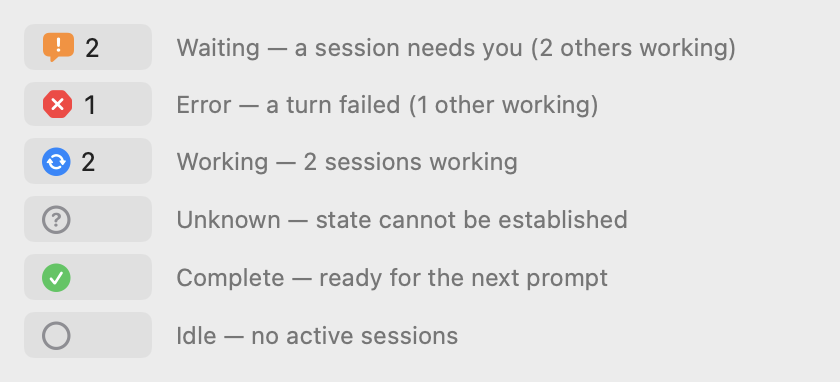 2 Waiting — a session needs you (2 others working)
1 Error — a turn failed (1 other working)
2 Working — 2 sessions working
? Unknown — state cannot be established
Complete — ready for the next prompt
Idle — no active sessions